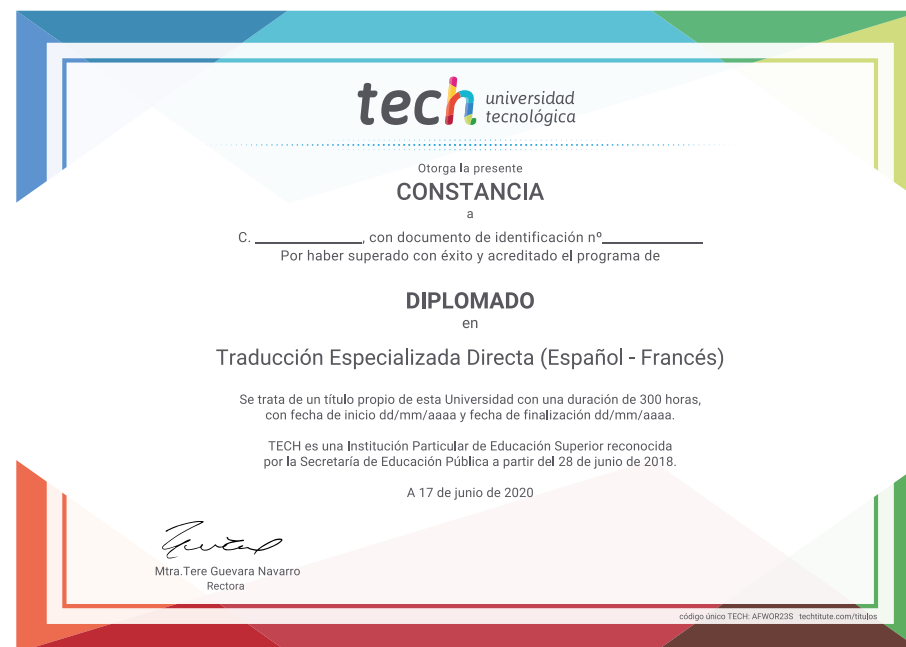 tech universidad
tecnológica
Otorga la presente
CONSTANCIA
a
C. ______________, con documento de identificación nº_____________
Por haber superado con éxito y acreditado el programa de
DIPLOMADO
en
Traducción Especializada Directa (Español - Francés)
Se trata de un título propio de esta Universidad con una duración de 300 horas,
con fecha de inicio dd/mm/aaaa y fecha de finalización dd/mm/aaaa.
TECH es una Institución Particular de Educación Superior reconocida
por la Secretaría de Educación Pública a partir del 28 de junio de 2018.
A 17 de junio de 2020
Mtra.Tere Guevara Navarro
Rectora
código único TECH: AFWOR23S techtitute.com/titulos